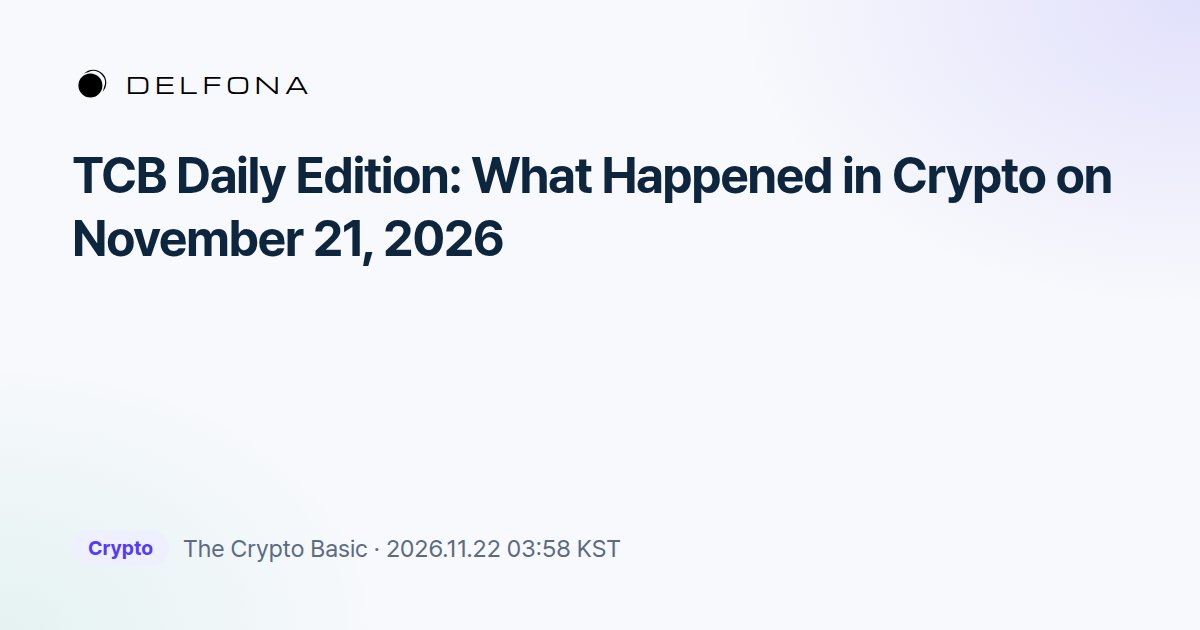 DELFONA
TCB Daily Edition: What Happened in Crypto on
November 21, 2026
Crypto The Crypto Basic · 2026.11.22 03:58 KST